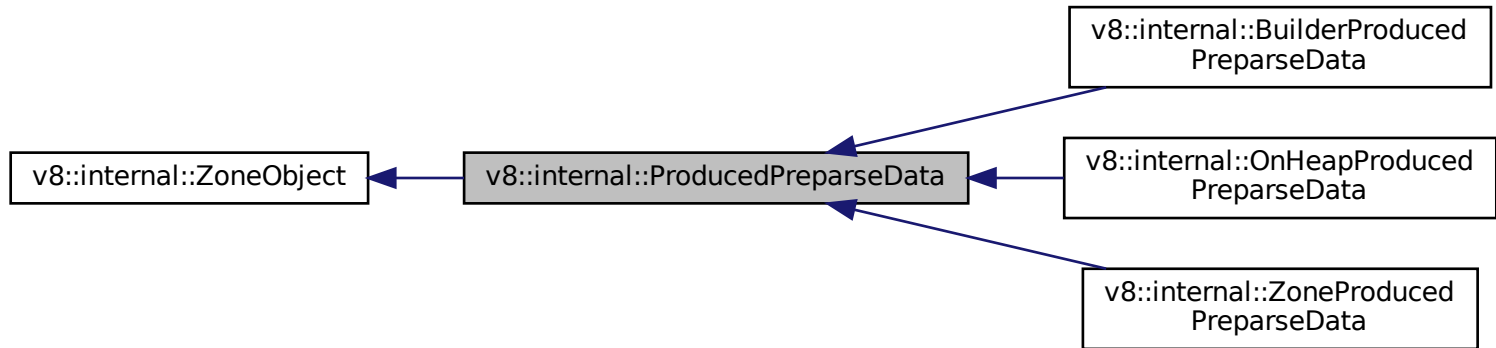 v8::internal::ZoneObject
v8::internal::ProducedPreparseData
v8::internal::BuilderProduced
PreparseData
v8::internal::OnHeapProduced
PreparseData
v8::internal::ZoneProduced
PreparseData